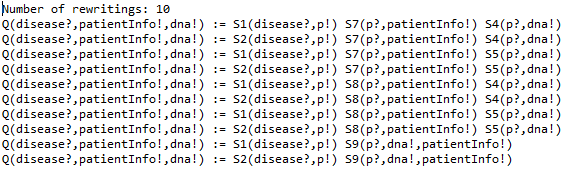 Number of rewritings: 10
Q(disease?,patientInfo!,dna!) := S1(disease?,p!) S7(p?,patientInfo!) S4(p?,dna!)
Q(disease?,patientInfo!,dna!) := S2(disease?,p!) S7(p?,patientInfo!) S4(p?,dna!)
Q(disease?,patientInfo!,dna!) := S1(disease?,p!) S7(p?,patientInfo!) S5(p?,dna!)
Q(disease?,patientInfo!,dna!) := S2(disease?,p!) S7(p?,patientInfo!) S5(p?,dna!)
Q(disease?,patientInfo!,dna!) := S1(disease?,p!) S8(p?,patientInfo!) S4(p?,dna!)
Q(disease?,patientInfo!,dna!) := S2(disease?,p!) S8(p?,patientInfo!) S4(p?,dna!)
Q(disease?,patientInfo!,dna!) := S1(disease?,p!) S8(p?,patientInfo!) S5(p?,dna!)
Q(disease?,patientInfo!,dna!) := S2(disease?,p!) S8(p?,patientInfo!) S5(p?,dna!)
Q(disease?,patientInfo!,dna!) := S1(disease?,p!) S9(p?,dna!,patientInfo!)
Q(disease?,patientInfo!,dna!) := S2(disease?,p!) S9(p?,dna!,patientInfo!)